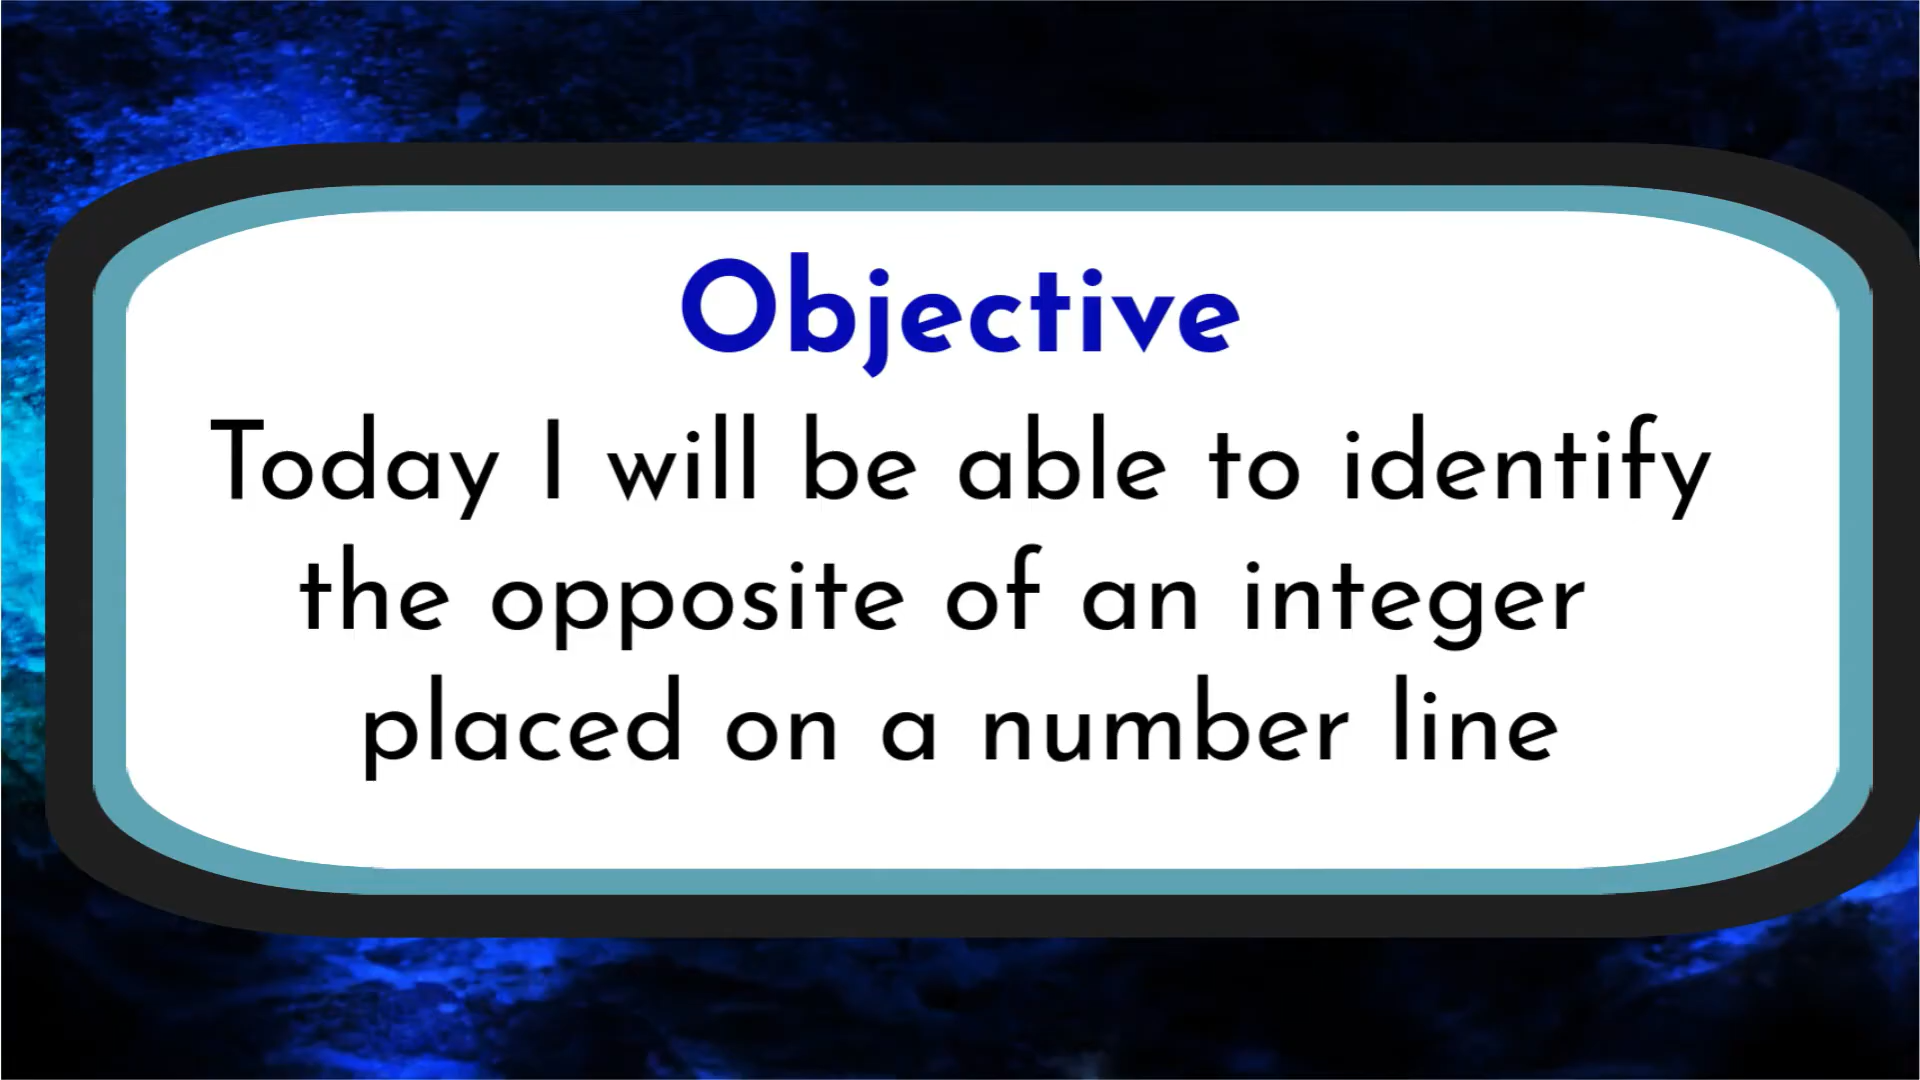 Objective
Today I will be able to identify
the opposite of an integer
placed on a number line